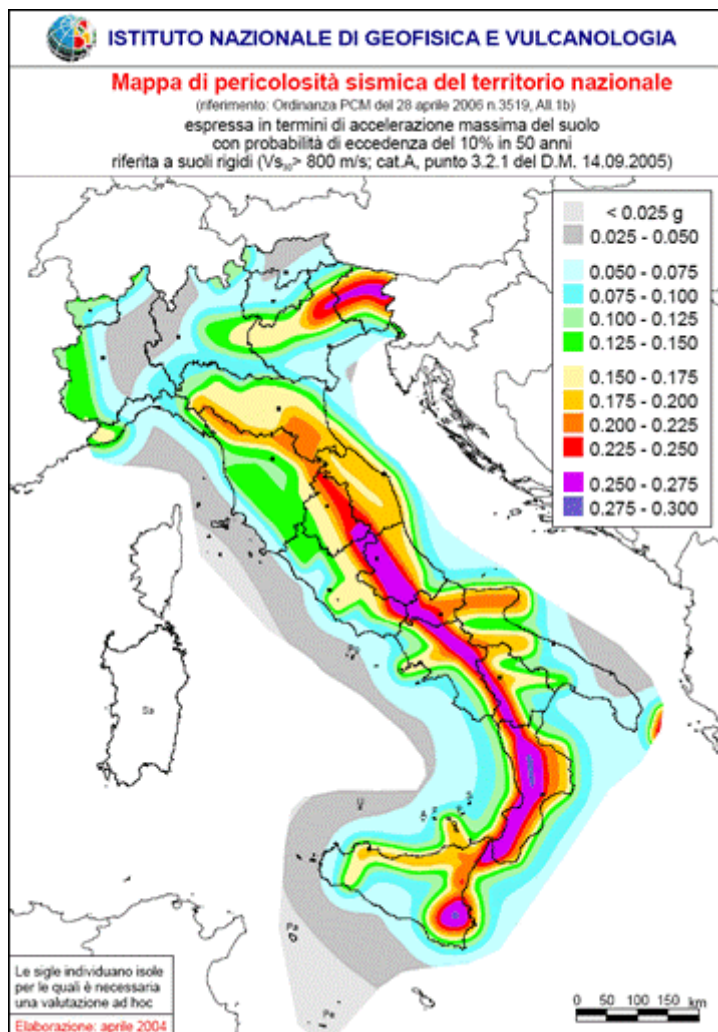 ISTITUTO NAZIONALE DI GEOFISICA E VULCANOLOGIA
Mappa di pericolosità sismica del territorio nazionale
(riferimento: Ordinanza PCM del 28 aprile 2006 n.3519, All.1b)
espressa in termini di accelerazione massima del suolo
con probabilità di eccedenza del 10% in 50 anni
riferita a suoli rigidi (Vs₃₀> 800 m/s; cat.A, punto 3.2.1 del D.M. 14.09.2005)
< 0.025 g
0.025 - 0.050
0.050 - 0.075
0.075 - 0.100
0.100 - 0.125
0.125 - 0.150
0.150 - 0.175
0.175 - 0.200
0.200 - 0.225
0.225 - 0.250
0.250 - 0.275
0.275 - 0.300
Sa
U
Pa
Pe
Le sigle individuano isole
per le quali è necessaria
una valutazione ad hoc
Elaborazione: aprile 2004
0 50 100 150
km